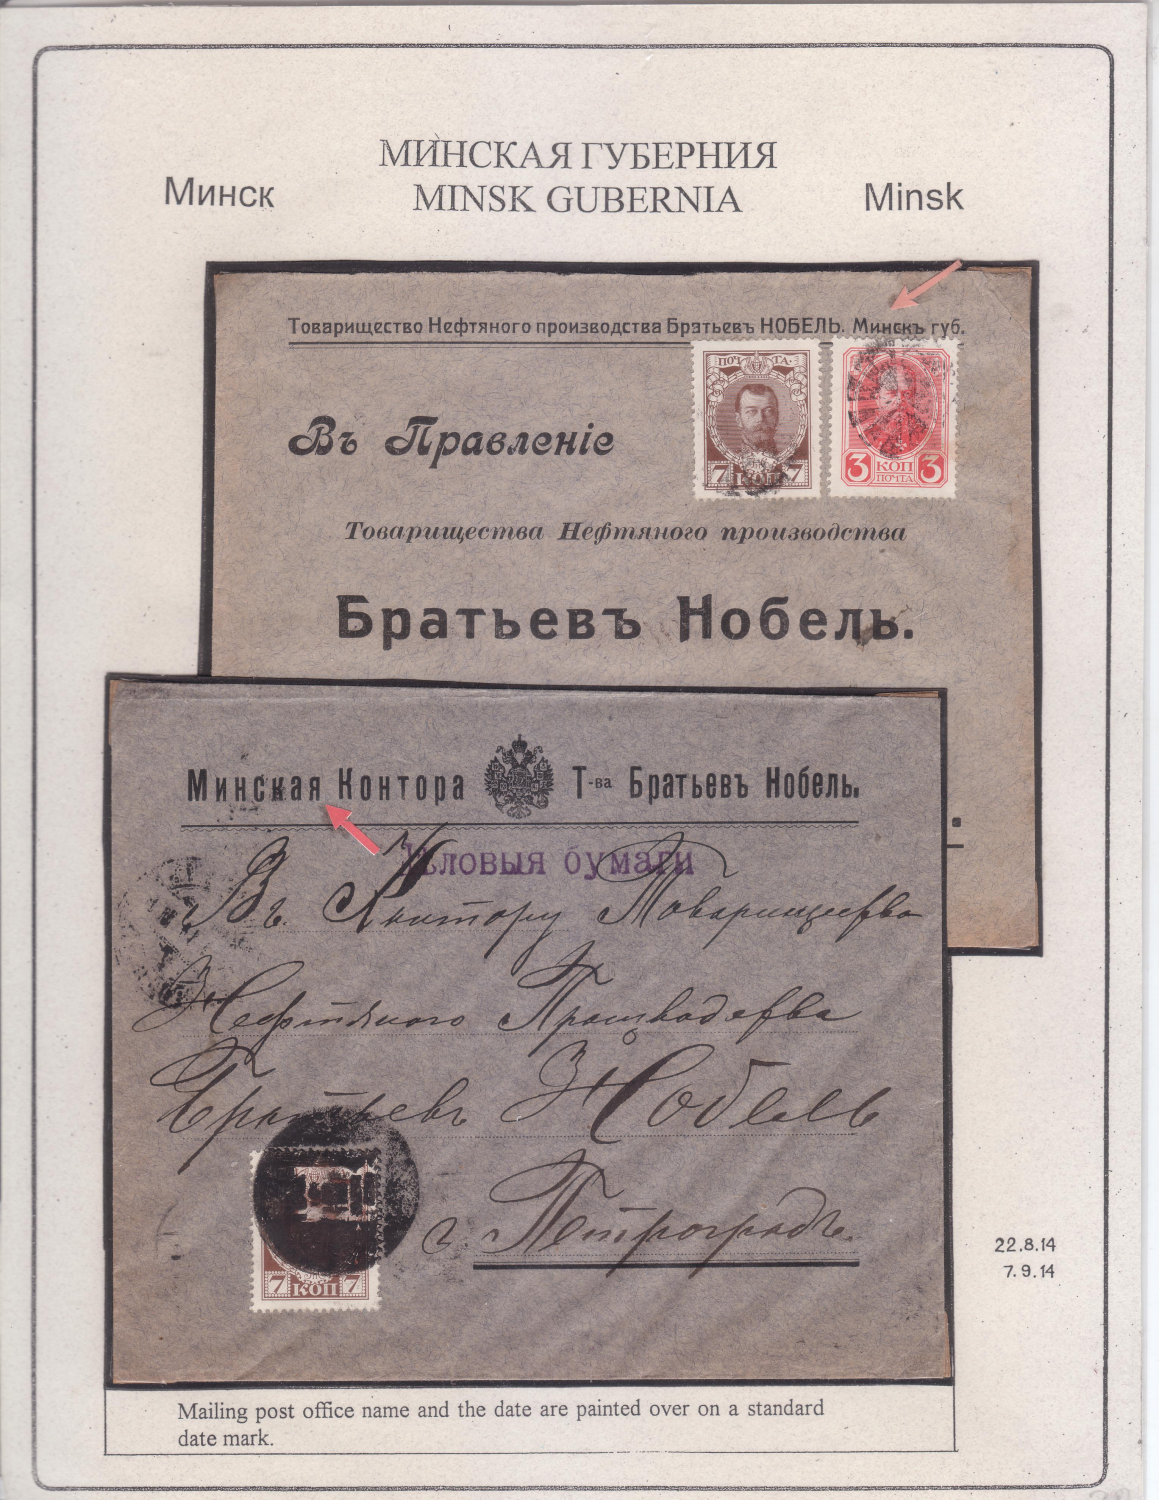 МИНСКАЯ ГУБЕРНИЯ
Минск MINSK GUBERNIA Minsk
Товарищество Нефтяного производства Братьевъ НОБЕЛЬ. Минскъ губ.
ПОЧТА.
7 КОП 7
3 КОП 3
ПОЧТА
Въ Правленіе
Товарищества Нефтяного производства
Братьевъ Нобель.
Минская Контора Т-ва Братьевъ Нобель.
Дѣловыя бумаги
Въ Контору Товарищества
Нефтяного Производства
Братьевъ Нобель
г Петроградъ.
7 КОП 7
22.8.14
7.9.14
Mailing post office name and the date are painted over on a standard
date mark.